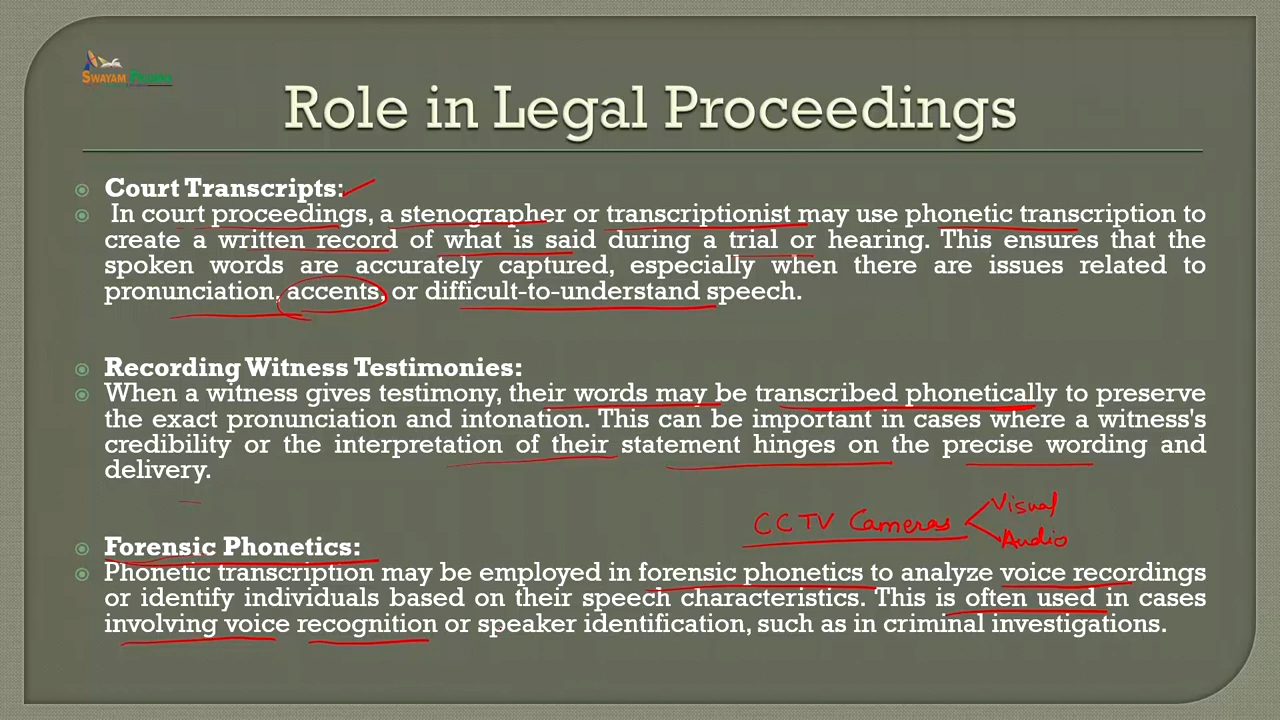 SWAYAM PRABHA
Role in Legal Proceedings
Court Transcripts:
In court proceedings, a stenographer or transcriptionist may use phonetic transcription to
create a written record of what is said during a trial or hearing. This ensures that the
spoken words are accurately captured, especially when there are issues related to
pronunciation, accents, or difficult-to-understand speech.
Recording Witness Testimonies:
When a witness gives testimony, their words may be transcribed phonetically to preserve
the exact pronunciation and intonation. This can be important in cases where a witness's
credibility or the interpretation of their statement hinges on the precise wording and
delivery.
CCTV Cameras
Visual
Audio
Forensic Phonetics:
Phonetic transcription may be employed in forensic phonetics to analyze voice recordings
or identify individuals based on their speech characteristics. This is often used in cases
involving voice recognition or speaker identification, such as in criminal investigations.